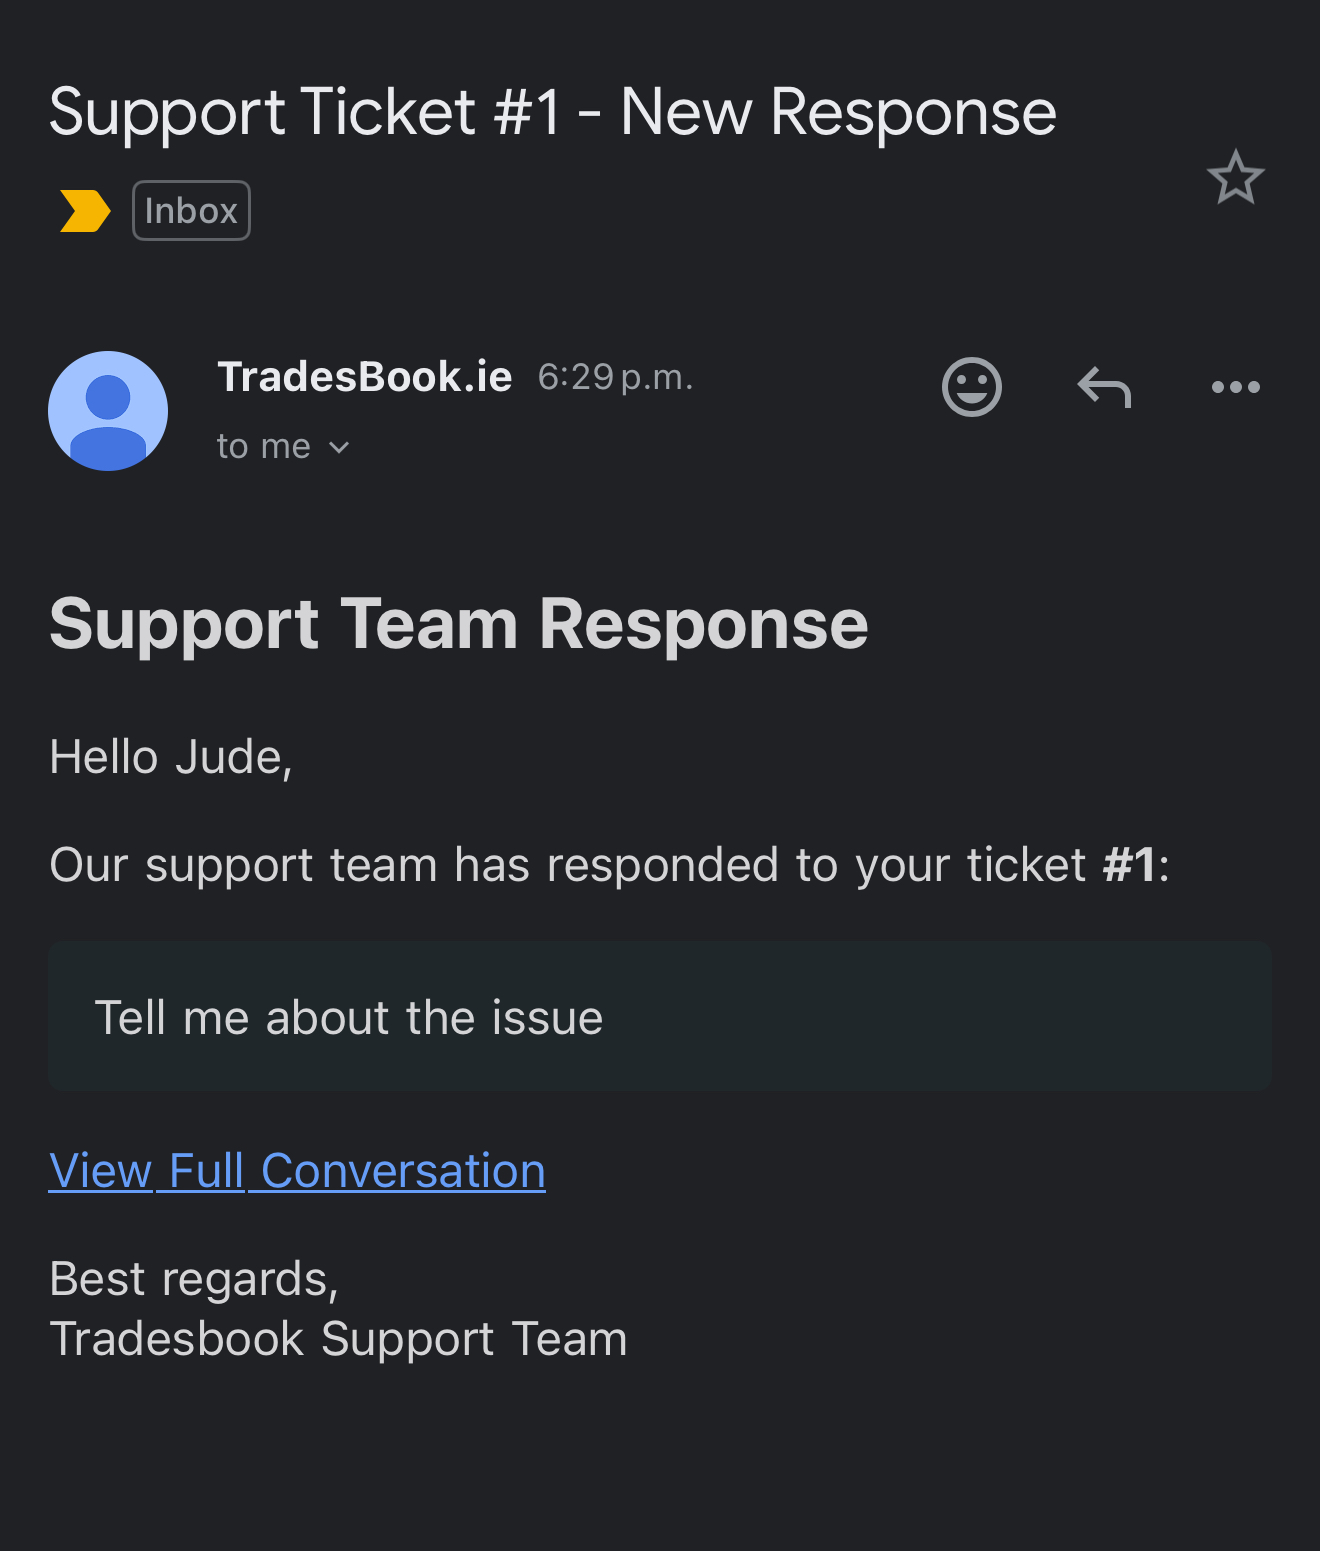 Support Ticket #1 - New Response
Inbox
TradesBook.ie 6:29 p.m.
to me
Support Team Response
Hello Jude,
Our support team has responded to your ticket #1:
Tell me about the issue
View Full Conversation
Best regards,
Tradesbook Support Team